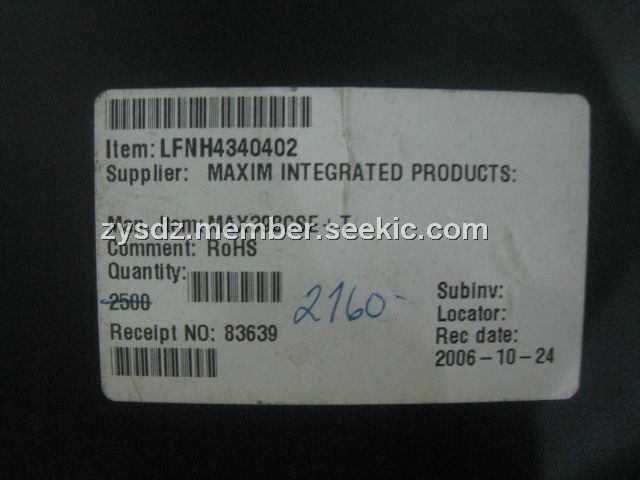 Item: LFNH4340402
Supplier: MAXIM INTEGRATED PRODUCTS:
zysdz.member.seekic.com
Comment: RoHS
Quantity:
2500
2160-
Subinv:
Locator:
Receipt NO: 83639
Rec date:
2006-10-24